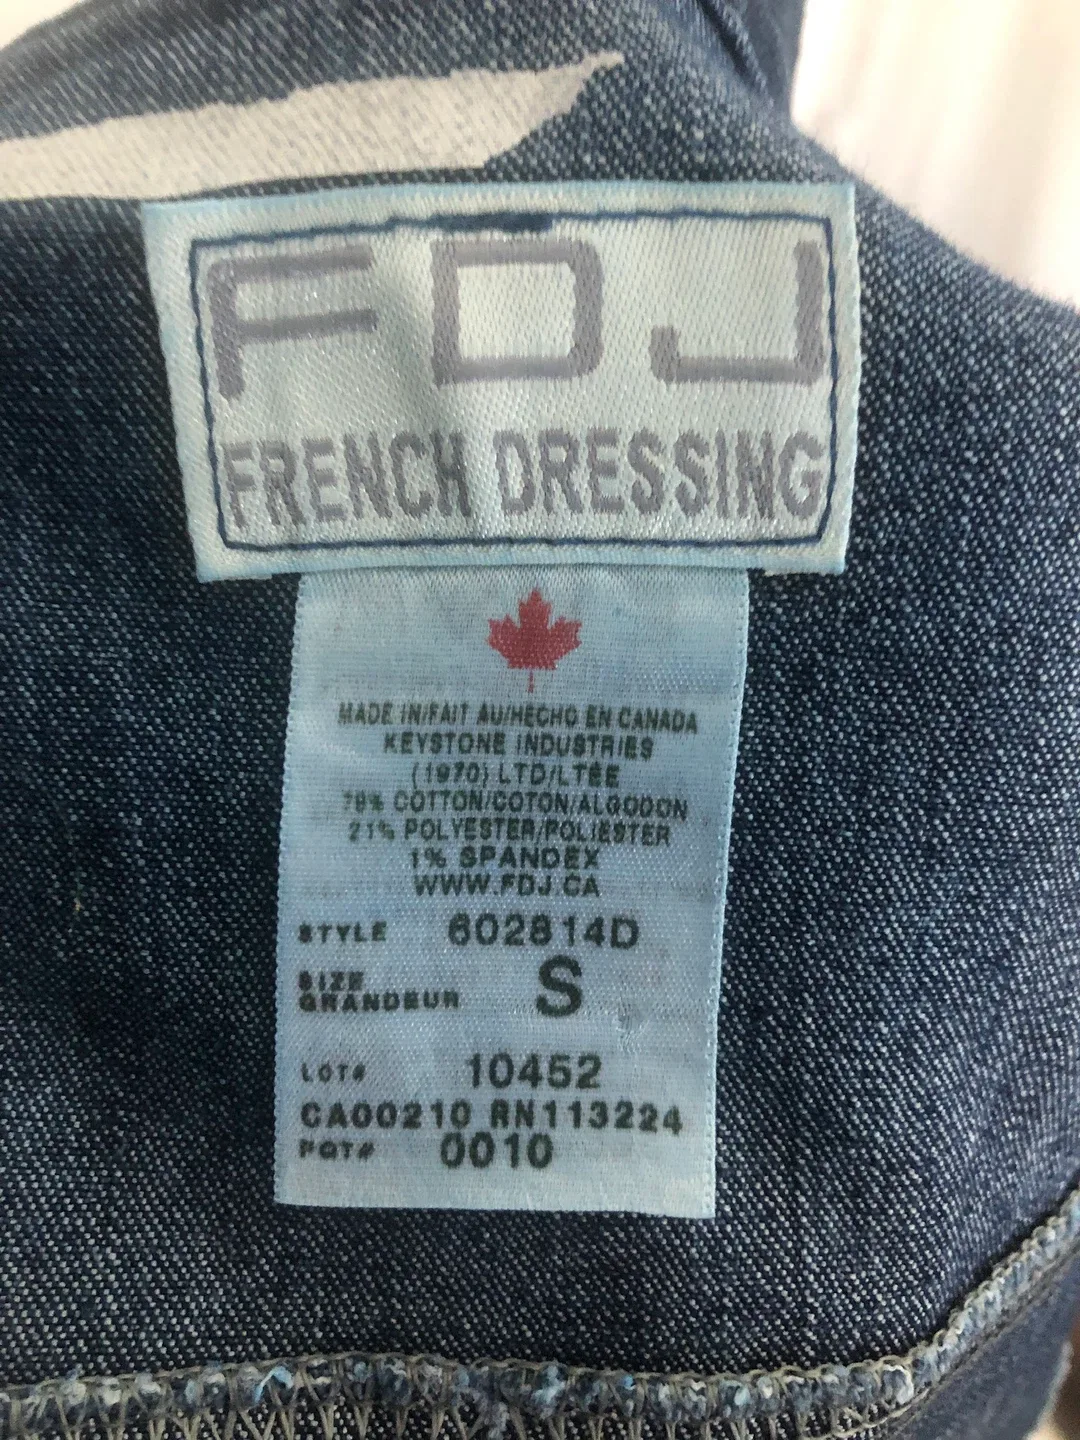 FDJ
FRENCH DRESSING
MADE IN/FAIT AU/HECHO EN CANADA
KEYSTONE INDUSTRIES
(1970) LTD/LTÉE
78% COTTON/COTON/ALGODON
21% POLYESTER/POLIESTER
1% SPANDEX
WWW.FDJ.CA
STYLE 602814D
SIZE
GRANDEUR S
LOT# 10452
CA00210 RN113224
PQT# 0010